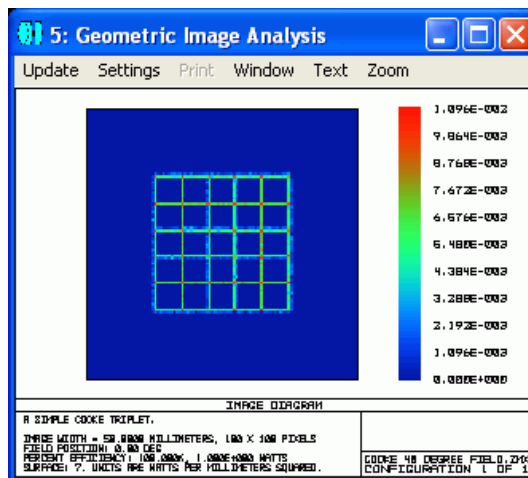 5: Geometric Image Analysis
Update Settings Print Window Text Zoom
1.096E-002
9.864E-003
8.768E-003
7.672E-003
6.576E-003
5.480E-003
4.384E-003
3.288E-003
2.192E-003
1.096E-003
0.000E+000
IMAGE DIAGRAM
A SIMPLE COOKE TRIPLET.
IMAGE WIDTH = 50.0000 MILLIMETERS, 100 X 100 PIXELS
FIELD POSITION: 0.00 DEG
PERCENT EFFICIENCY: 100.000%, 1.000E+000 WATTS
SURFACE: 7. UNITS ARE WATTS PER MILLIMETERS SQUARED.
COOKE 40 DEGREE FIELD.ZMX
CONFIGURATION 1 OF 1